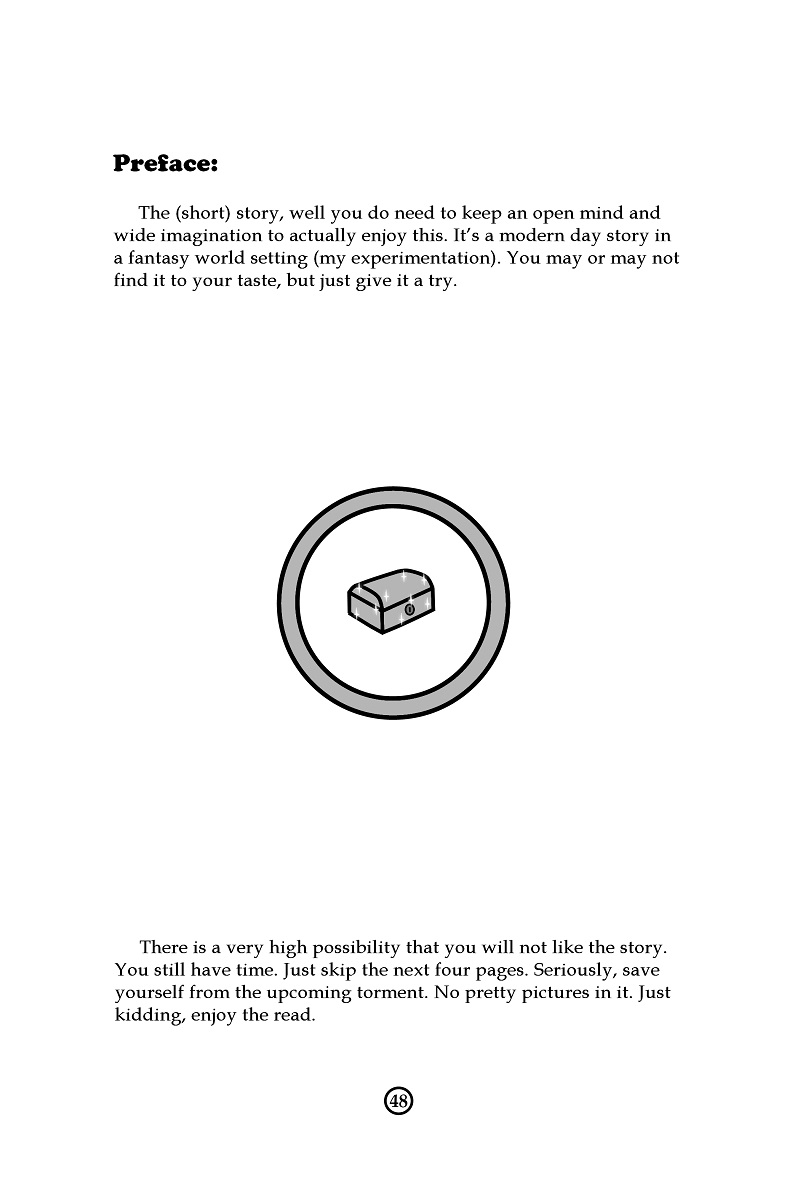 Preface:
The (short) story, well you do need to keep an open mind and
wide imagination to actually enjoy this. It’s a modern day story in
a fantasy world setting (my experimentation). You may or may not
find it to your taste, but just give it a try.
There is a very high possibility that you will not like the story.
You still have time. Just skip the next four pages. Seriously, save
yourself from the upcoming torment. No pretty pictures in it. Just
kidding, enjoy the read.
48